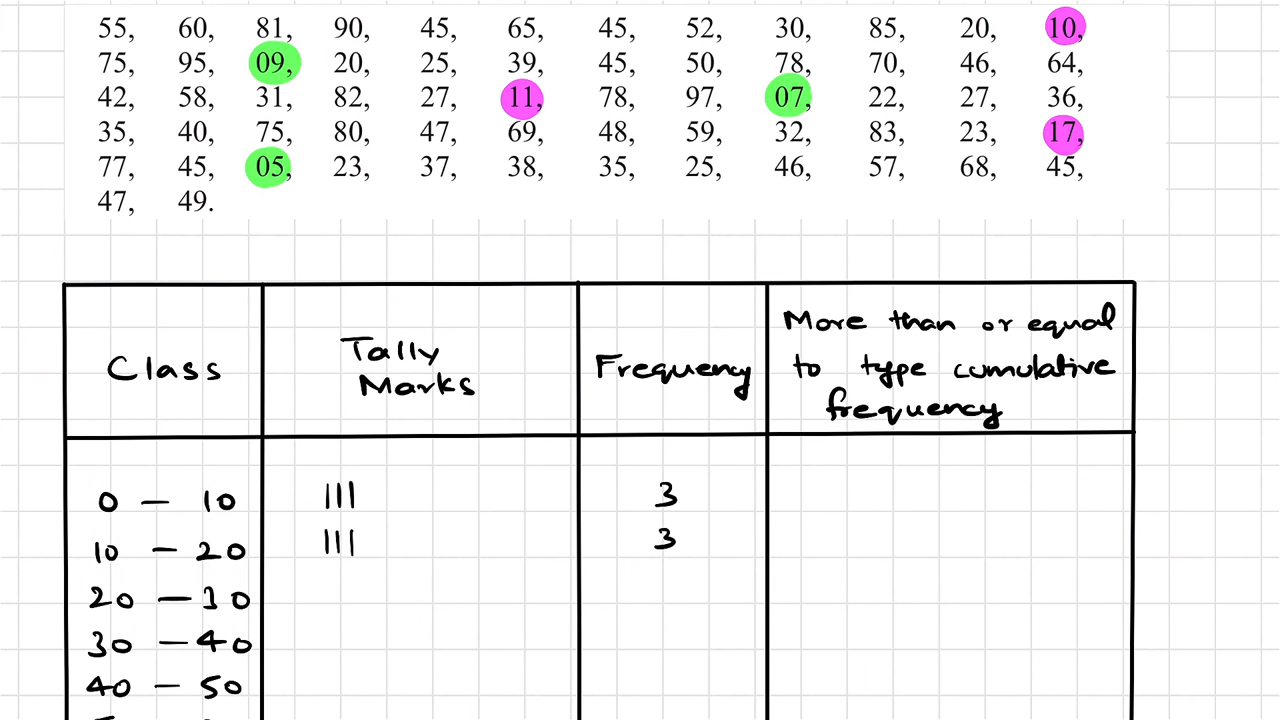 55, 60, 81, 90, 45, 65, 45, 52, 30, 85, 20, 10,
75, 95, 09, 20, 25, 39, 45, 50, 78, 70, 46, 64,
42, 58, 31, 82, 27, 11, 78, 97, 07, 22, 27, 36,
35, 40, 75, 80, 47, 69, 48, 59, 32, 83, 23, 17,
77, 45, 05, 23, 37, 38, 35, 25, 46, 57, 68, 45,
47, 49.
Class
Tally
Marks
Frequency
More than or equal
to type cumulative
frequency
0 - 10 ||| 3
10 - 20 ||| 3
20 - 30
30 - 40
40 - 50